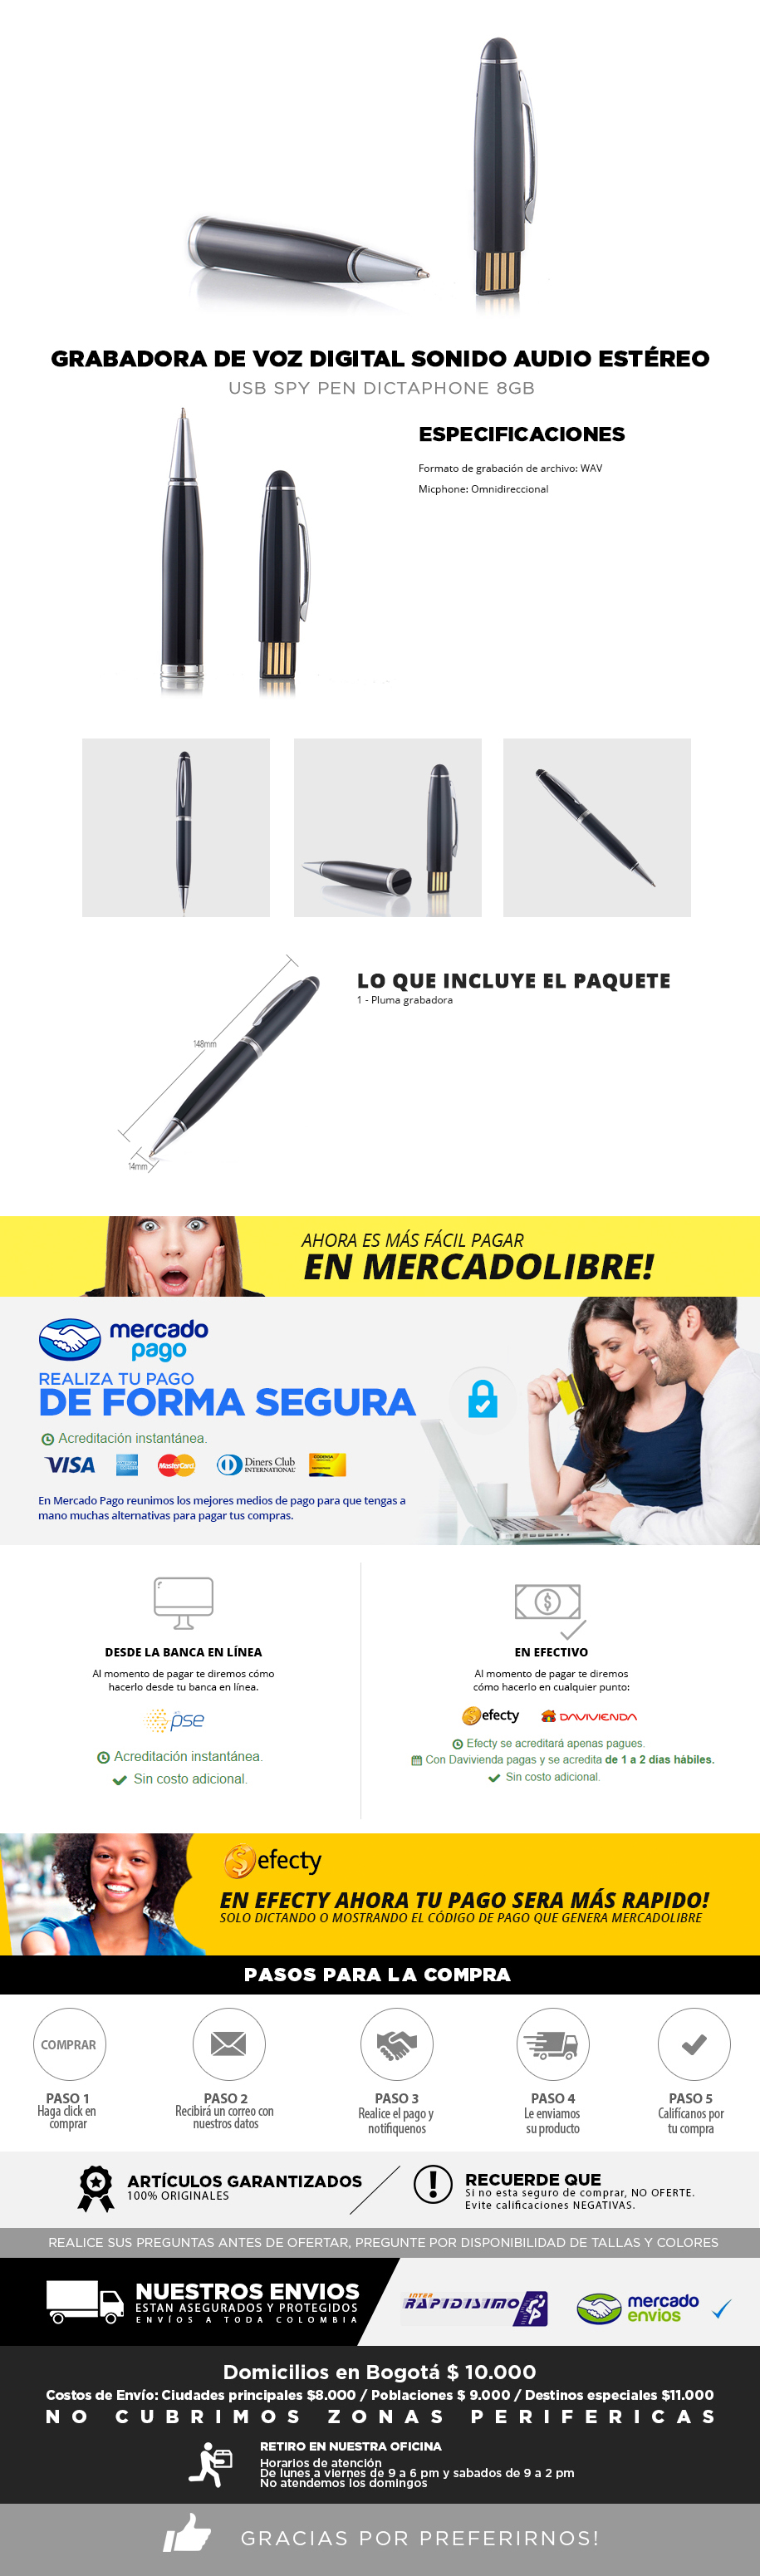 GRABADORA DE VOZ DIGITAL SONIDO AUDIO ESTÉREO
USB SPY PEN DICTAPHONE 8GB
ESPECIFICACIONES
Formato de grabación de archivo: WAV
Micphone: Omnidireccional
LO QUE INCLUYE EL PAQUETE
1 - Pluma grabadora
148mm
14mm
AHORA ES MÁS FÁCIL PAGAR
EN MERCADOLIBRE!
mercado
pago
REALIZA TU PAGO
DE FORMA SEGURA
Acreditación instantánea.
VISA
MasterCard
Diners Club
INTERNATIONAL
En Mercado Pago reunimos los mejores medios de pago para que tengas a
mano muchas alternativas para pagar tus compras.
DESDE LA BANCA EN LÍNEA
Al momento de pagar te diremos cómo
hacerlo desde tu banca en línea.
pse
Acreditación instantánea.
Sin costo adicional.
EN EFECTIVO
Al momento de pagar te diremos
cómo hacerlo en cualquier punto:
efecty
DAVIVIENDA
Efecty se acreditará apenas pagues.
Con Davivienda pagas y se acredita de 1 a 2 días hábiles.
Sin costo adicional.
efecty
EN EFECTY AHORA TU PAGO SERA MÁS RAPIDO!
SOLO DICTANDO O MOSTRANDO EL CÓDIGO DE PAGO QUE GENERA MERCADOLIBRE
PASOS PARA LA COMPRA
COMPRAR
PASO 1
Haga click en
comprar
PASO 2
Recibirá un correo con
nuestros datos
PASO 3
Realice el pago y
notifiquenos
PASO 4
Le enviamos
su producto
PASO 5
Califícanos por
tu compra
ARTÍCULOS GARANTIZADOS
100% ORIGINALES
RECUERDE QUE
Si no esta seguro de comprar, NO OFERTE.
Evite calificaciones NEGATIVAS.
REALICE SUS PREGUNTAS ANTES DE OFERTAR, PREGUNTE POR DISPONIBILIDAD DE TALLAS Y COLORES
NUESTROS ENVIOS
ESTAN ASEGURADOS Y PROTEGIDOS
ENVÍOS A TODA COLOMBIA
INTER
RAPIDISIMO
mercado
envios
Domicilios en Bogotá $ 10.000
Costos de Envío: Ciudades principales $8.000 / Poblaciones $ 9.000 / Destinos especiales $11.000
NO CUBRIMOS ZONAS PERIFERICAS
RETIRO EN NUESTRA OFICINA
Horarios de atención
De lunes a viernes de 9 a 6 pm y sabados de 9 a 2 pm
No atendemos los domingos
GRACIAS POR PREFERIRNOS!